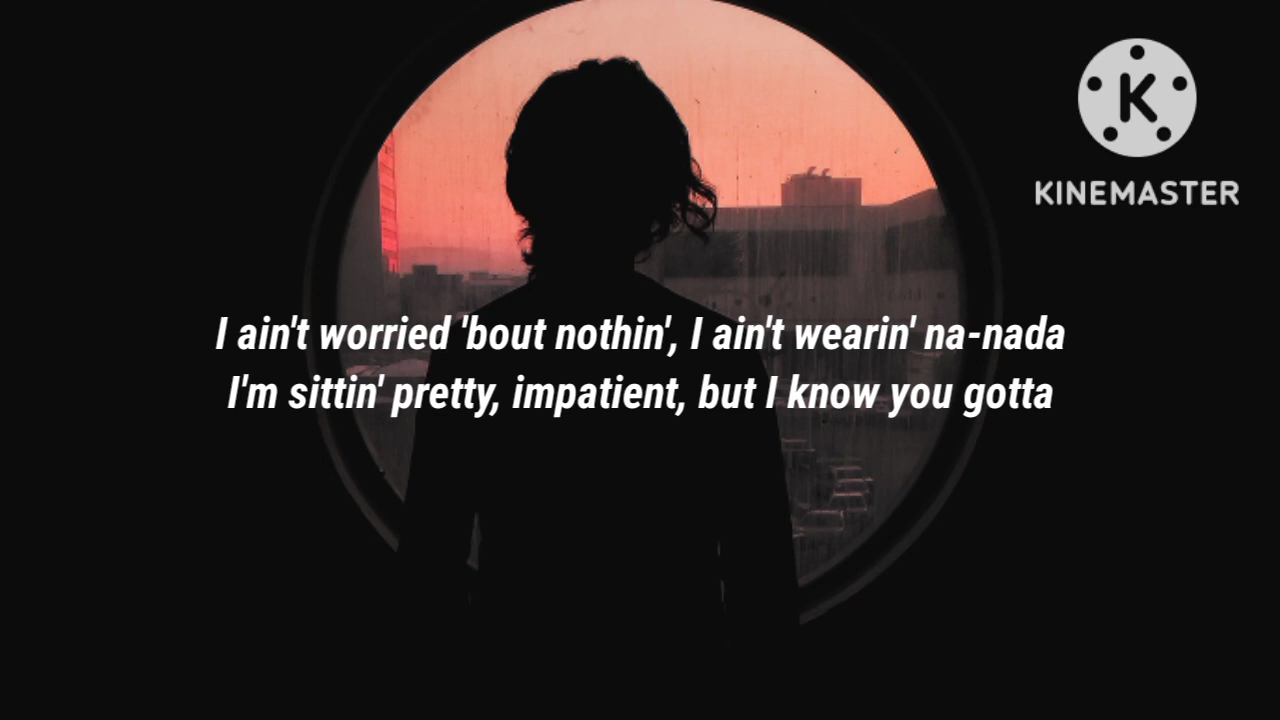 K
KINEMASTER
I ain't worried 'bout nothin', I ain't wearin' na-nada
I'm sittin' pretty, impatient, but I know you gotta